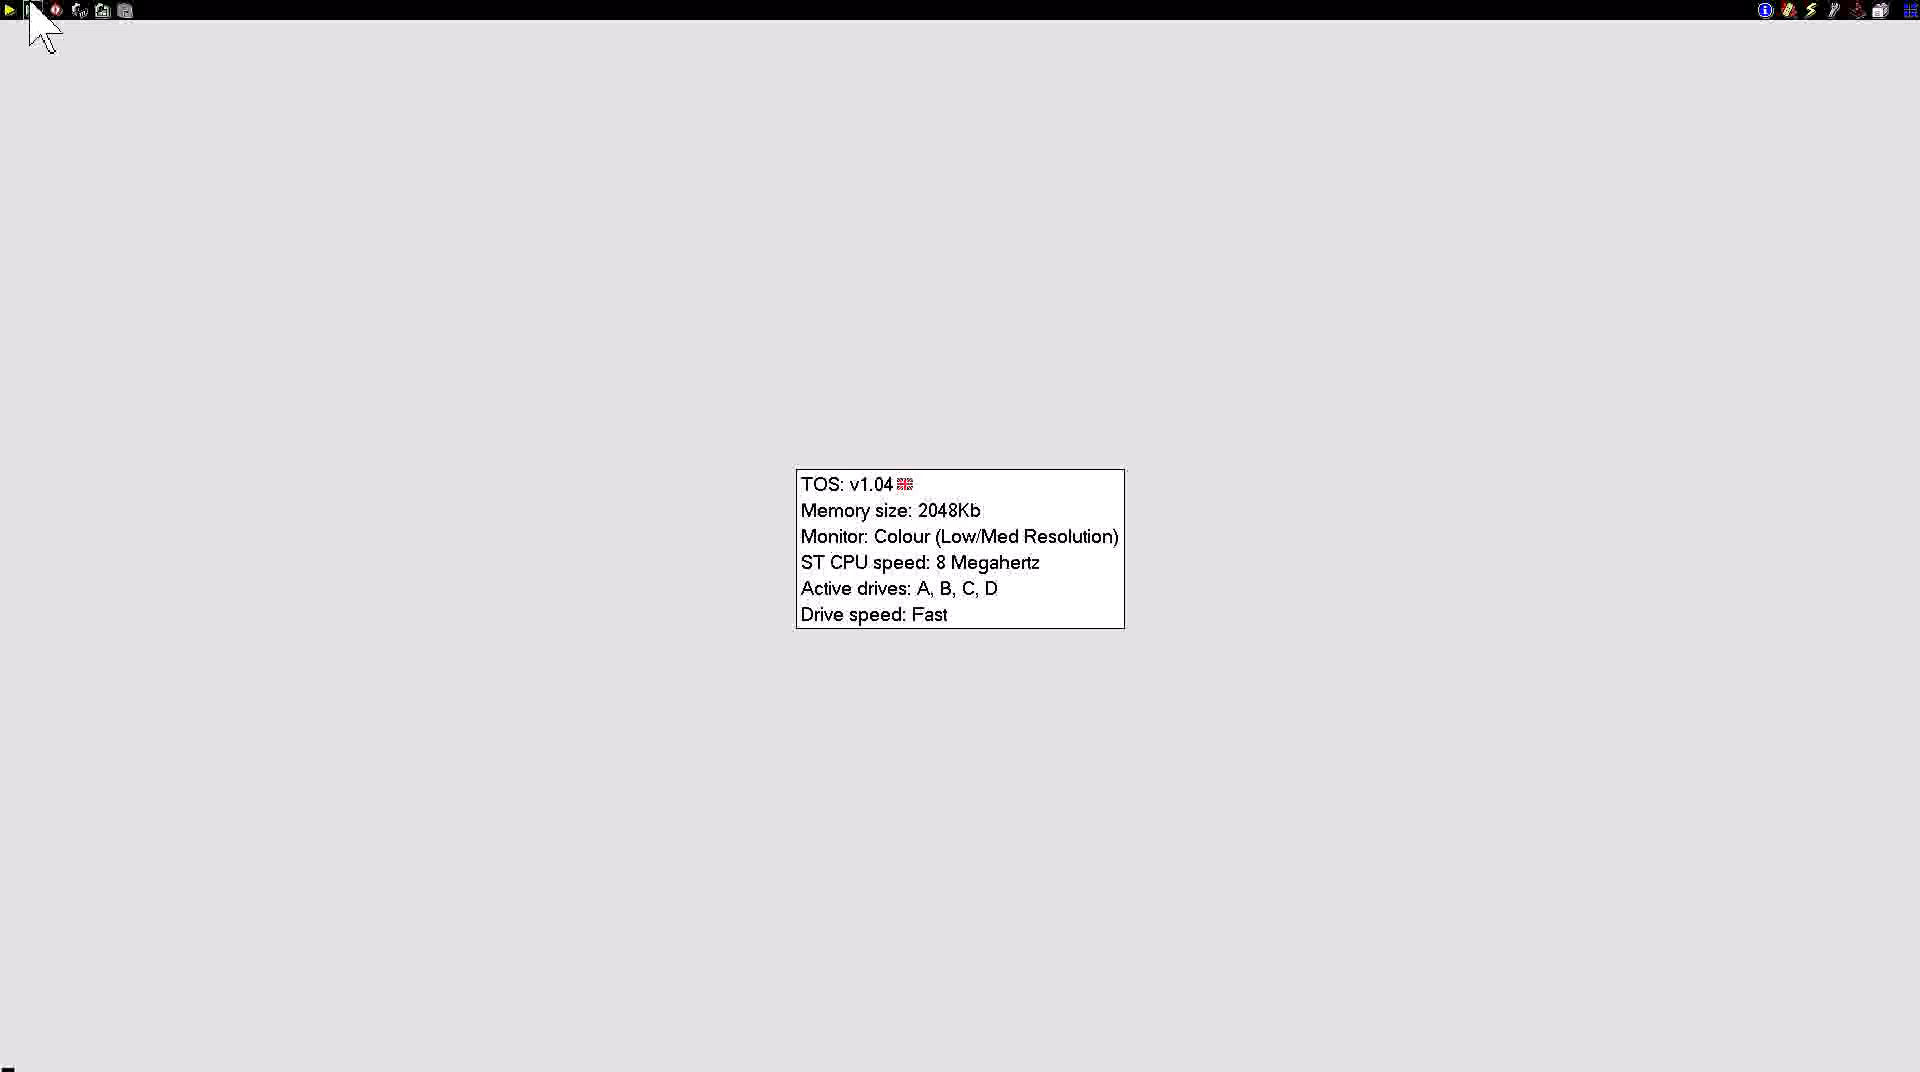 TOS: v1.04
Memory size: 2048Kb
Monitor: Colour (Low/Med Resolution)
ST CPU speed: 8 Megahertz
Active drives: A, B, C, D
Drive speed: Fast